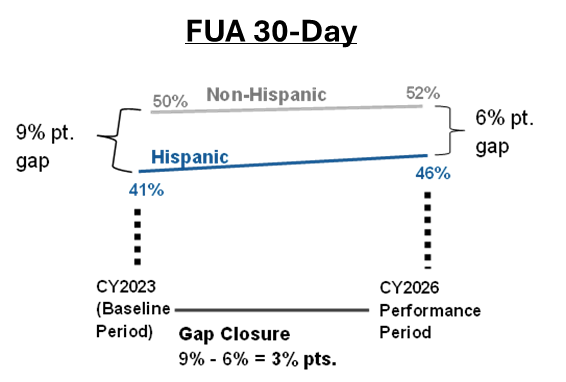 FUA 30-Day
50% Non-Hispanic 52%
9% pt.
gap
6% pt.
gap
Hispanic
41%
46%
CY2023
(Baseline
Period)
CY2026
Performance
Period
Gap Closure
9% - 6% = 3% pts.